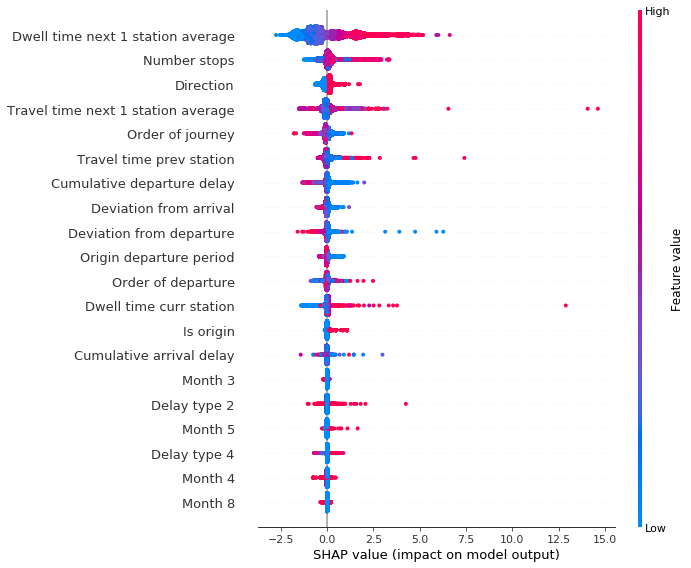 High
Dwell time next 1 station average
Number stops
Direction
Travel time next 1 station average
Order of journey
Travel time prev station
Cumulative departure delay
Deviation from arrival
Deviation from departure
Origin departure period
Order of departure
Dwell time curr station
Is origin
Cumulative arrival delay
Month 3
Delay type 2
Month 5
Delay type 4
Month 4
Month 8
Feature value
Low
−2.5 0.0 2.5 5.0 7.5 10.0 12.5 15.0
SHAP value (impact on model output)